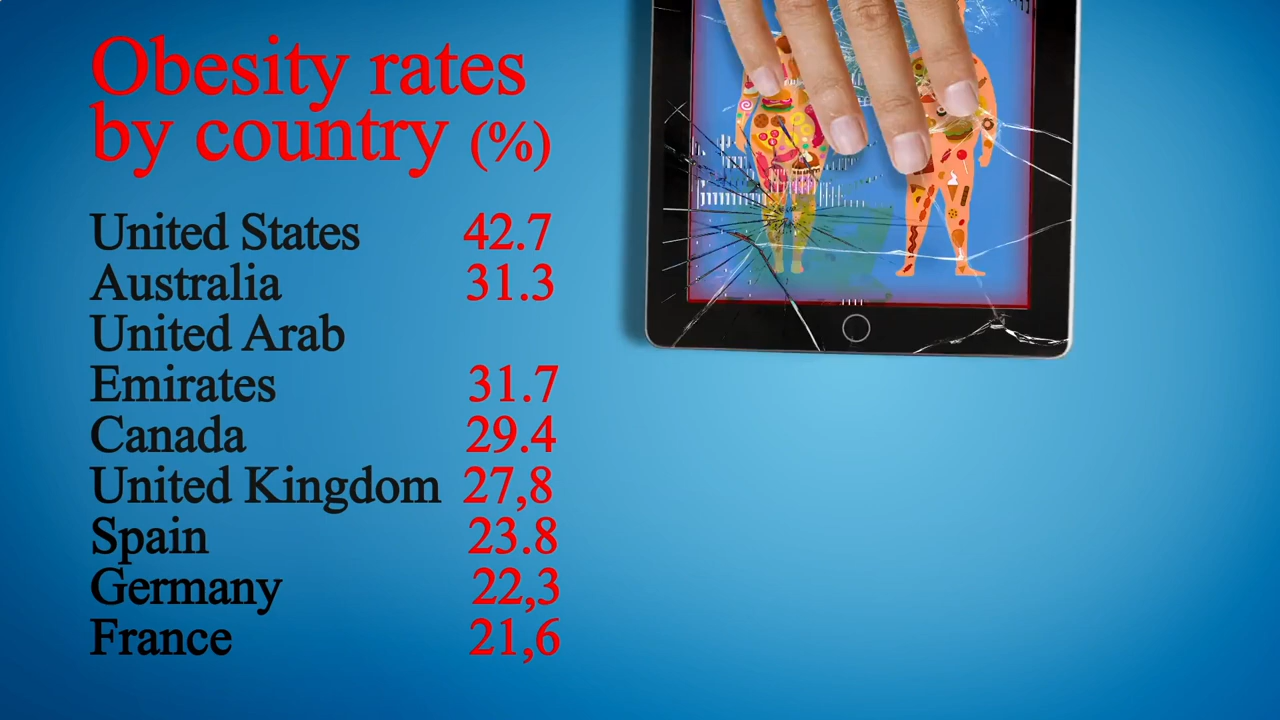 Obesity rates
by country (%)
United States 42.7
Australia 31.3
United Arab
Emirates 31.7
Canada 29.4
United Kingdom 27,8
Spain 23.8
Germany 22,3
France 21,6